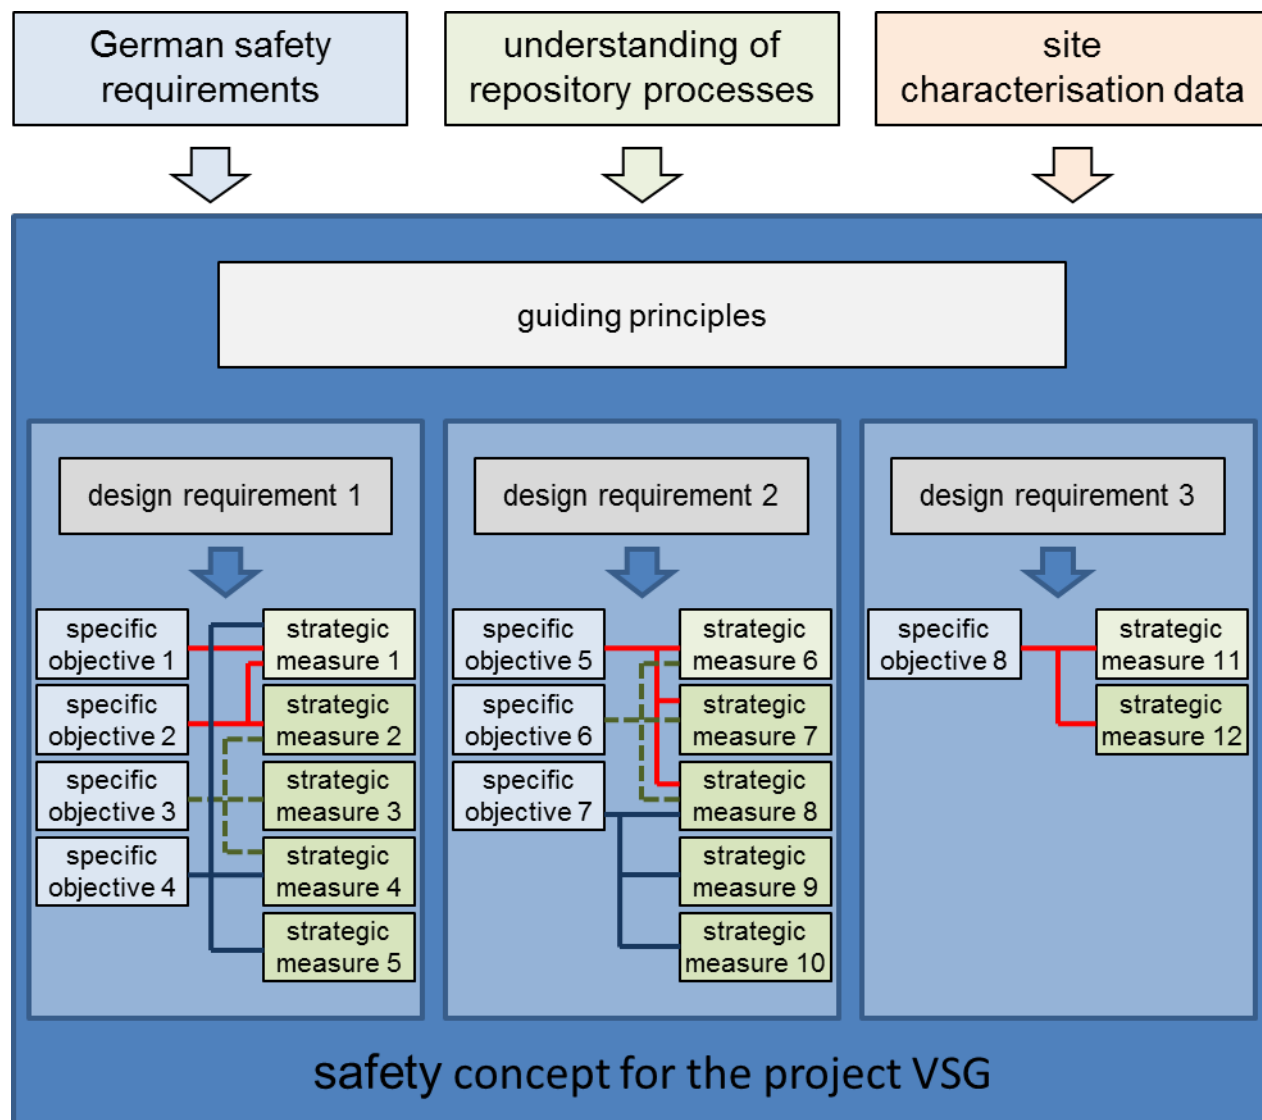 German safety
requirements
understanding of
repository processes
site
characterisation data
guiding principles
design requirement 1
specific
objective 1
specific
objective 2
specific
objective 3
specific
objective 4
strategic
measure 1
strategic
measure 2
strategic
measure 3
strategic
measure 4
strategic
measure 5
design requirement 2
specific
objective 5
specific
objective 6
specific
objective 7
strategic
measure 6
strategic
measure 7
strategic
measure 8
strategic
measure 9
strategic
measure 10
design requirement 3
specific
objective 8
strategic
measure 11
strategic
measure 12
safety concept for the project VSG